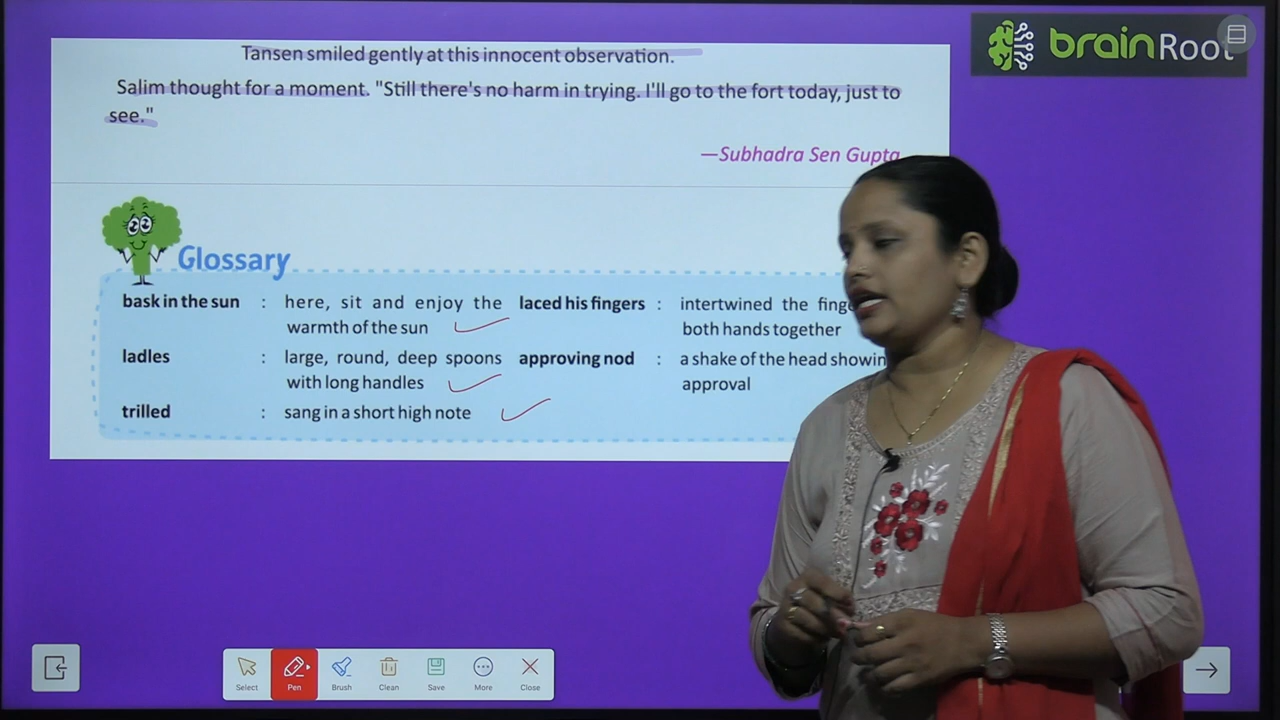 brainRoot
Tansen smiled gently at this innocent observation.
Salim thought for a moment. "Still there's no harm in trying. I'll go to the fort today, just to
see."
—Subhadra Sen Gupta
Glossary
bask in the sun : here, sit and enjoy the
warmth of the sun
ladles : large, round, deep spoons
with long handles
trilled : sang in a short high note
laced his fingers : intertwined the
both hands together
approving nod : a shake of the head
approval
Select
Pen
Brush
Clean
Save
More
Close